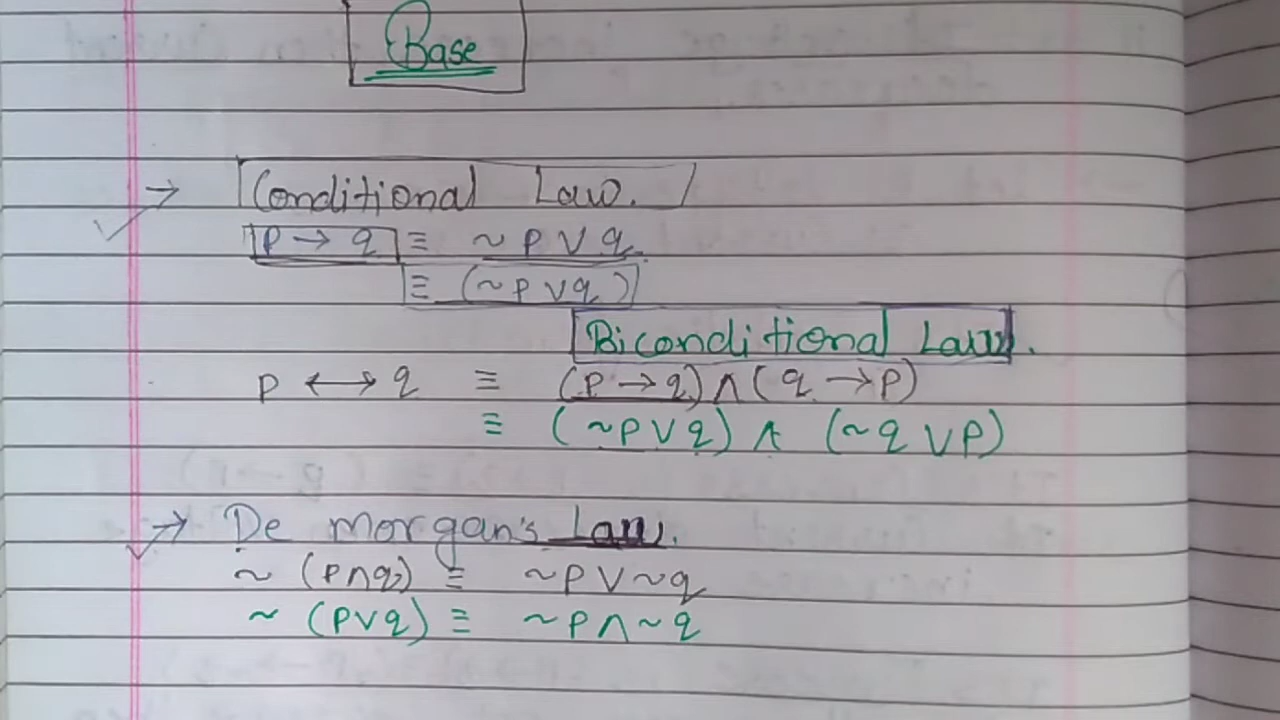 Base
→ Conditional Law.
p → q ≡ ~p ∨ q.
≡ (~p ∨ q)
Biconditional Law.
p ↔ q ≡ (p → q) ∧ (q → p)
≡ (~p ∨ q) ∧ (~q ∨ p)
→ De morgan's Law.
~ (p ∧ q) ≡ ~p ∨ ~q
~ (p ∨ q) ≡ ~p ∧ ~q